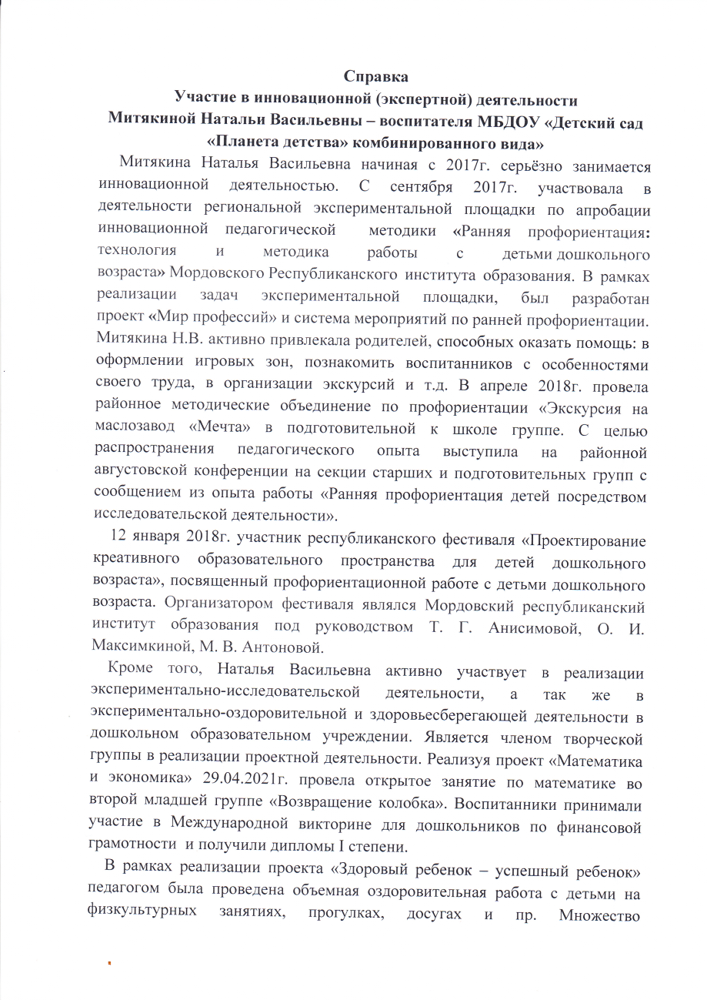 Справка
Участие в инновационной (экспертной) деятельности
Митякиной Натальи Васильевны – воспитателя МБДОУ «Детский сад
«Планета детства» комбинированного вида»
Митякина Наталья Васильевна начиная с 2017г. серьёзно занимается
инновационной деятельностью. С сентября 2017г. участвовала в
деятельности региональной экспериментальной площадки по апробации
инновационной педагогической методики «Ранняя профориентация:
технология и методика работы с детьми дошкольного
возраста» Мордовского Республиканского института образования. В рамках
реализации задач экспериментальной площадки, был разработан
проект «Мир профессий» и система мероприятий по ранней профориентации.
Митякина Н.В. активно привлекала родителей, способных оказать помощь: в
оформлении игровых зон, познакомить воспитанников с особенностями
своего труда, в организации экскурсий и т.д. В апреле 2018г. провела
районное методические объединение по профориентации «Экскурсия на
маслозавод «Мечта» в подготовительной к школе группе. С целью
распространения педагогического опыта выступила на районной
августовской конференции на секции старших и подготовительных групп с
сообщением из опыта работы «Ранняя профориентация детей посредством
исследовательской деятельности».
12 января 2018г. участник республиканского фестиваля «Проектирование
креативного образовательного пространства для детей дошкольного
возраста», посвященный профориентационной работе с детьми дошкольного
возраста. Организатором фестиваля являлся Мордовский республиканский
институт образования под руководством Т. Г. Анисимовой, О. И.
Максимкиной, М. В. Антоновой.
Кроме того, Наталья Васильевна активно участвует в реализации
экспериментально-исследовательской деятельности, а так же в
экспериментально-оздоровительной и здоровьесберегающей деятельности в
дошкольном образовательном учреждении. Является членом творческой
группы в реализации проектной деятельности. Реализуя проект «Математика
и экономика» 29.04.2021г. провела открытое занятие по математике во
второй младшей группе «Возвращение колобка». Воспитанники принимали
участие в Международной викторине для дошкольников по финансовой
грамотности и получили дипломы I степени.
В рамках реализации проекта «Здоровый ребенок – успешный ребенок»
педагогом была проведена объемная оздоровительная работа с детьми на
физкультурных занятиях, прогулках, досугах и пр. Множество